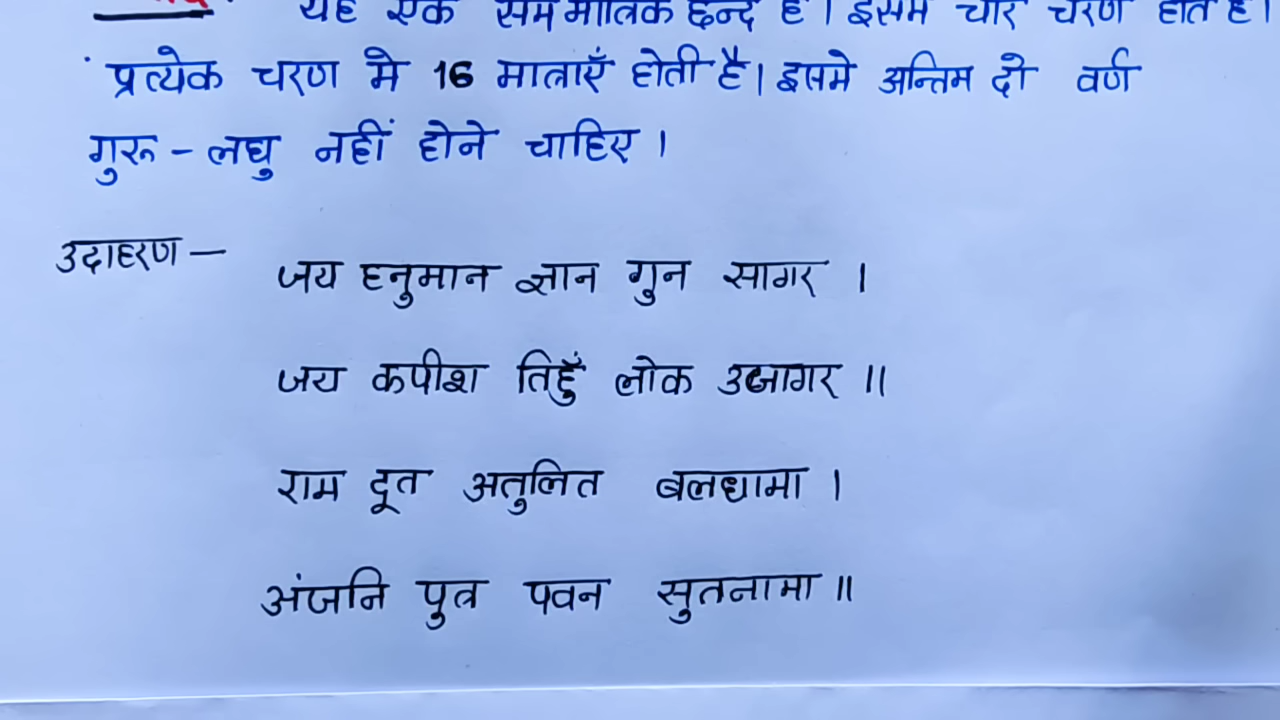 यह एक सम मात्रिक छन्द है। इसमे चार चरण होते है।
प्रत्येक चरण मे 16 मात्राएँ होती है। इसमे अन्तिम दो वर्ण
गुरू - लघु नहीं होने चाहिए ।
उदाहरण — जय हनुमान ज्ञान गुन सागर ।
जय कपीश तिहुँ लोक उजागर ॥
राम दूत अतुलित बलधामा ।
अंजनि पुत्र पवन सुतनामा ॥